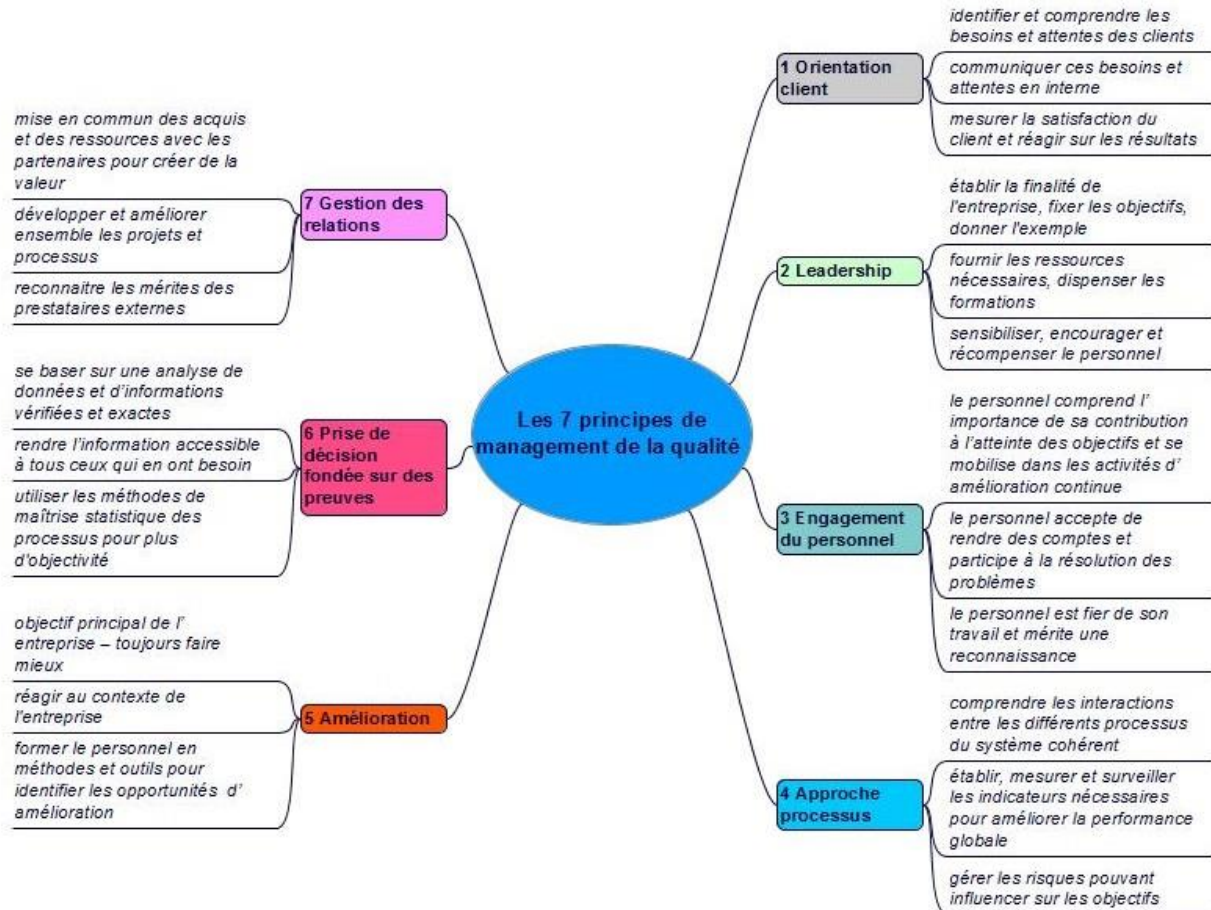 Les 7 principes de
management de la qualité
1 Orientation
client
identifier et comprendre les
besoins et attentes des clients
communiquer ces besoins et
attentes en interne
mesurer la satisfaction du
client et réagir sur les résultats
2 Leadership
établir la finalité de
l'entreprise, fixer les objectifs,
donner l'exemple
fournir les ressources
nécessaires, dispenser les
formations
sensibiliser, encourager et
récompenser le personnel
3 Engagement
du personnel
le personnel comprend l’
importance de sa contribution
à l’atteinte des objectifs et se
mobilise dans les activités d’
amélioration continue
le personnel accepte de
rendre des comptes et
participe à la résolution des
problèmes
le personnel est fier de son
travail et mérite une
reconnaissance
4 Approche
processus
comprendre les interactions
entre les différents processus
du système cohérent
établir, mesurer et surveiller
les indicateurs nécessaires
pour améliorer la performance
globale
gérer les risques pouvant
influencer sur les objectifs
5 Amélioration
objectif principal de l’
entreprise – toujours faire
mieux
réagir au contexte de
l'entreprise
former le personnel en
méthodes et outils pour
identifier les opportunités d’
amélioration
6 Prise de
décision
fondée sur des
preuves
se baser sur une analyse de
données et d’informations
vérifiées et exactes
rendre l’information accessible
à tous ceux qui en ont besoin
utiliser les méthodes de
maîtrise statistique des
processus pour plus
d'objectivité
7 Gestion des
relations
mise en commun des acquis
et des ressources avec les
partenaires pour créer de la
valeur
développer et améliorer
ensemble les projets et
processus
reconnaitre les mérites des
prestataires externes